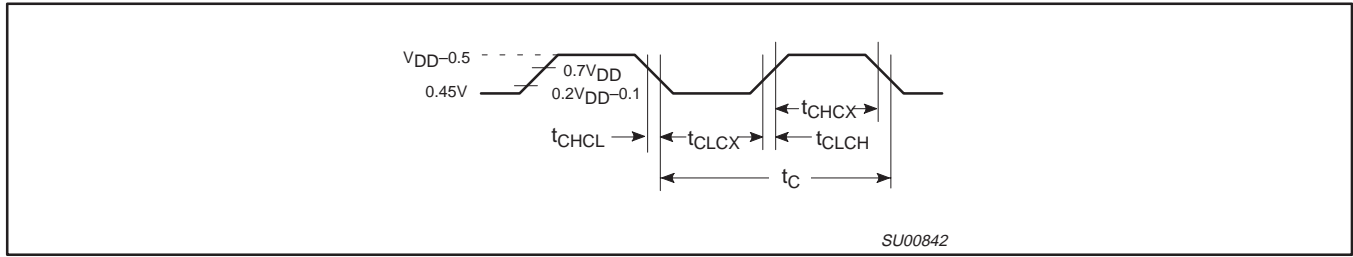 VDD–0.5
0.7VDD
0.45V
0.2VDD–0.1
tCHCX
tCHCL
tCLCX
tCLCH
tC
SU00842